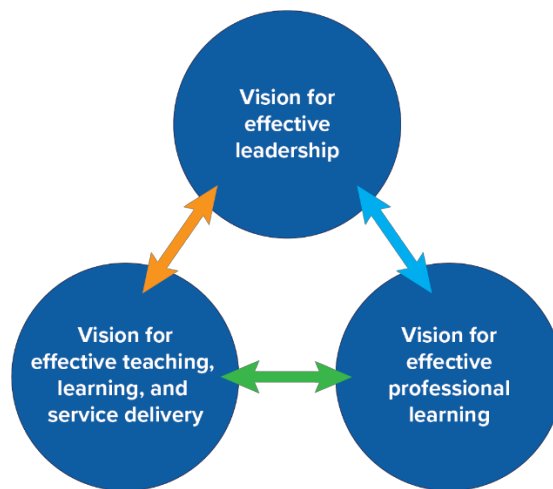 Vision for
effective
leadership
Vision for
effective teaching,
learning, and
service delivery
Vision for
effective
professional
learning